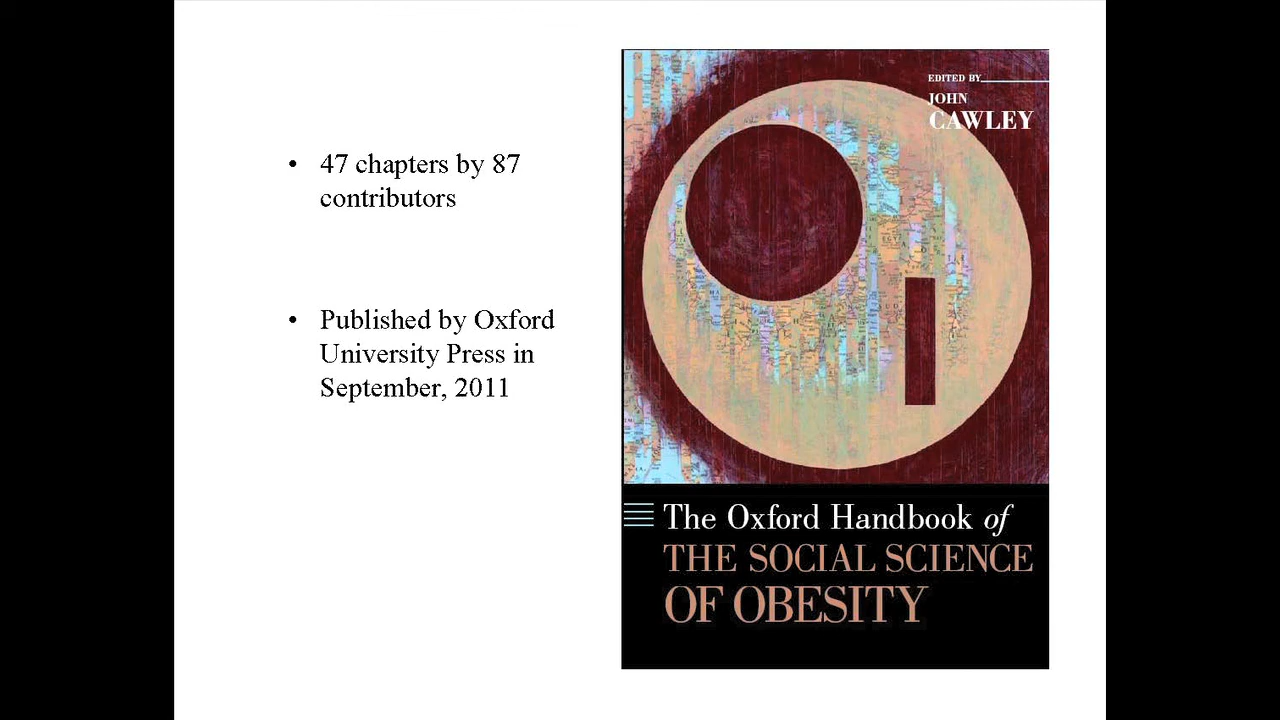 • 47 chapters by 87
contributors
• Published by Oxford
University Press in
September, 2011
EDITED BY
JOHN
CAWLEY
The Oxford Handbook of
THE SOCIAL SCIENCE
OF OBESITY